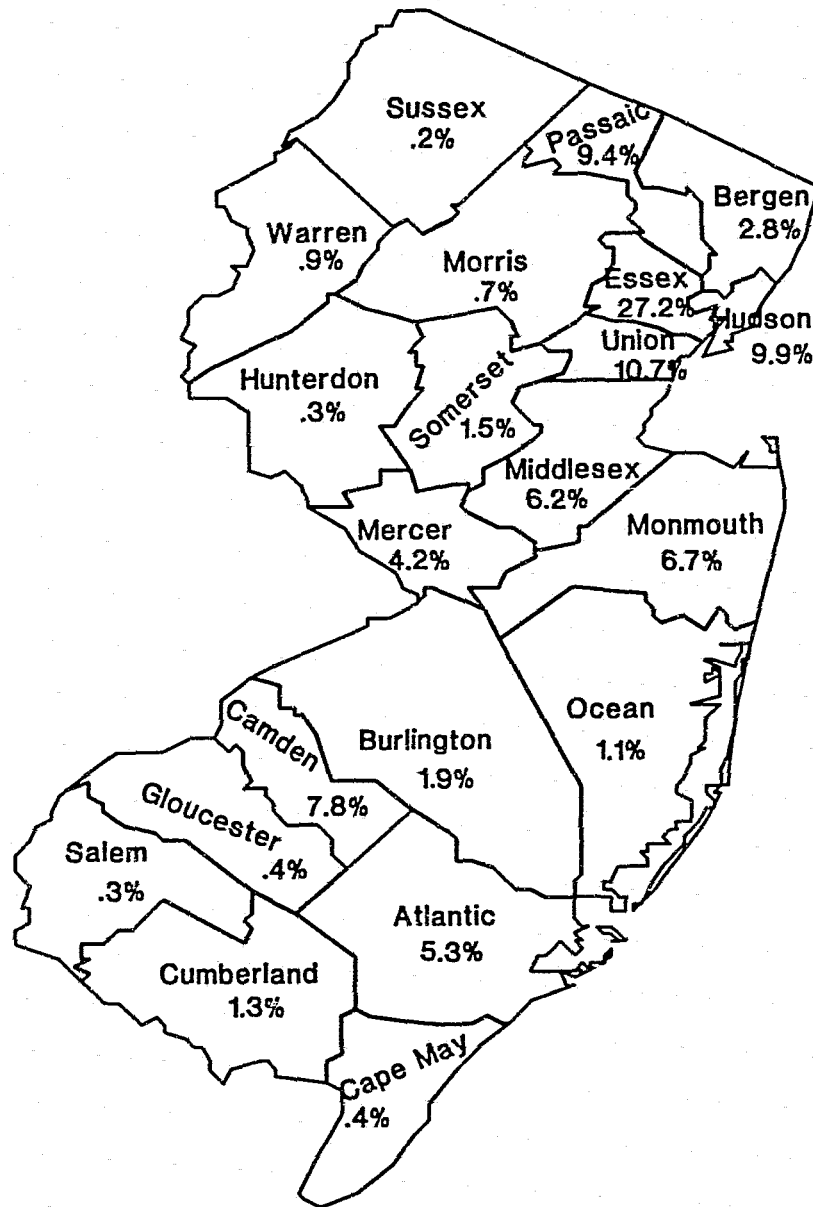 Sussex
.2%
Passaic
9.4%
Bergen
2.8%
Warren
.9%
Morris
.7%
Essex
27.2%
Hudson
9.9%
Union
10.7%
Hunterdon
.3%
Somerset
1.5%
Middlesex
6.2%
Mercer
4.2%
Monmouth
6.7%
Ocean
1.1%
Burlington
1.9%
Camden
7.8%
Gloucester
.4%
Salem
.3%
Atlantic
5.3%
Cumberland
1.3%
Cape May
.4%